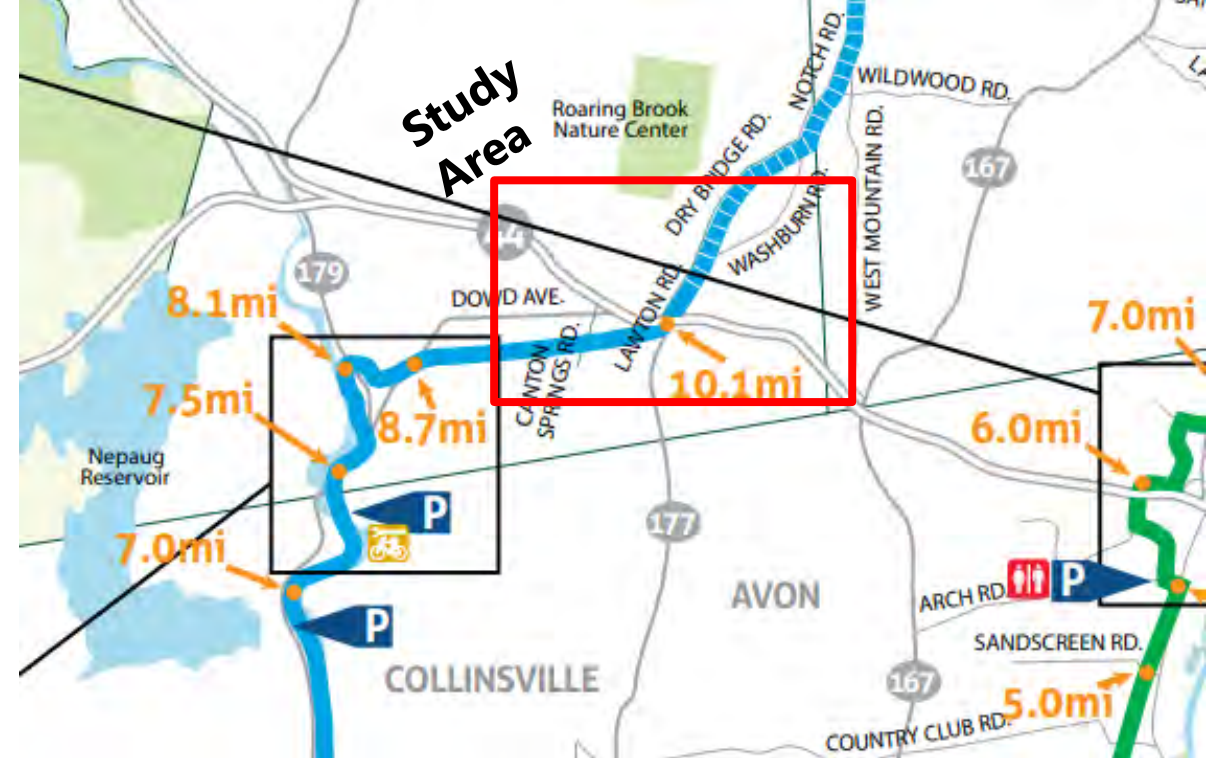 NOTCH RD.
WILDWOOD RD.
Study
Area
Roaring Brook
Nature Center
DRY BRIDGE RD.
WEST MOUNTAIN RD.
167
WASHBURN RD.
179
DOWD AVE.
8.1mi
LAWTON RD.
7.0mi
CANTON
SPRINGS RD.
10.1mi
7.5mi
8.7mi
6.0mi
Nepaug
Reservoir
P
177
7.0mi
AVON
ARCH RD.
P
P
SANDSCREEN RD.
COLLINSVILLE
167
5.0mi
COUNTRY CLUB RD.